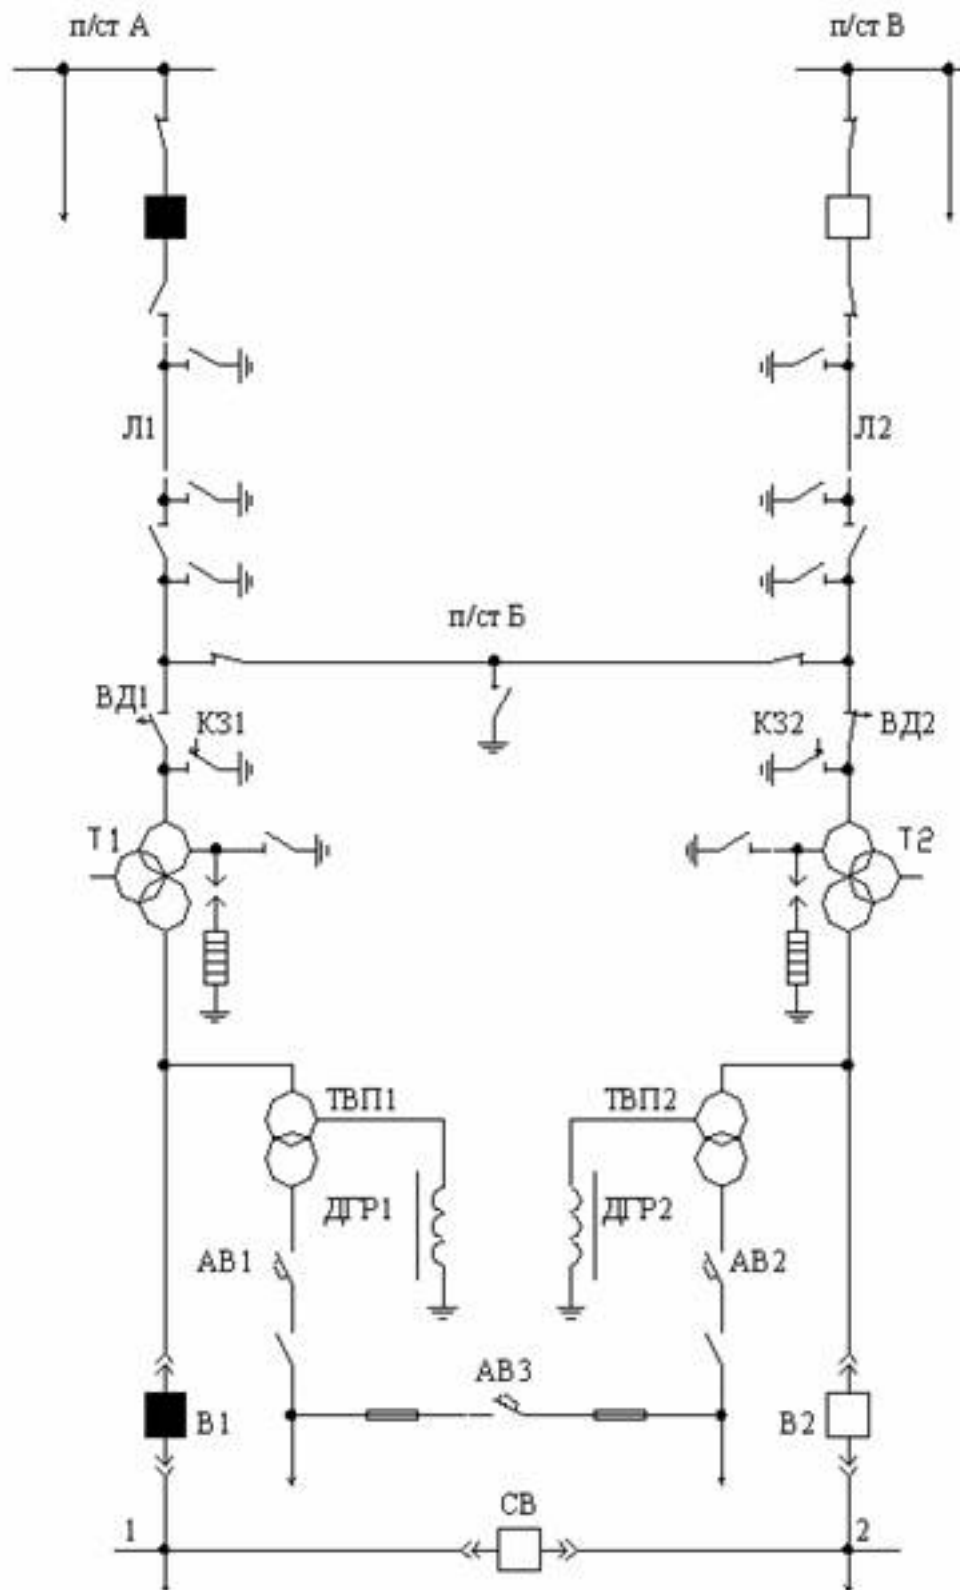 п/ст А
п/ст В
Л1
Л2
п/ст Б
ВД1
КЗ1
КЗ2
ВД2
Т1
Т2
ТВП1
ТВП2
ДГР1
ДГР2
АВ1
АВ2
АВ3
В1
В2
СВ
1
2